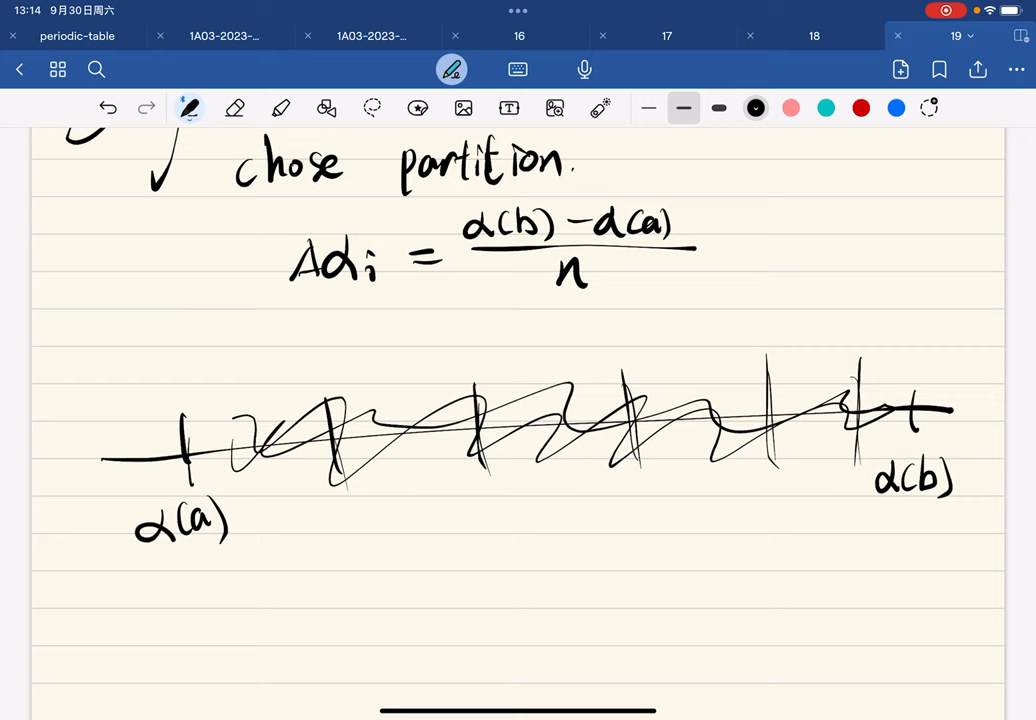 13:14 9月30日周六
periodic-table
1A03-2023-...
1A03-2023-...
16
17
18
19
chose partition.
Δαi = α(b) - α(a) / n
α(a)
α(b)